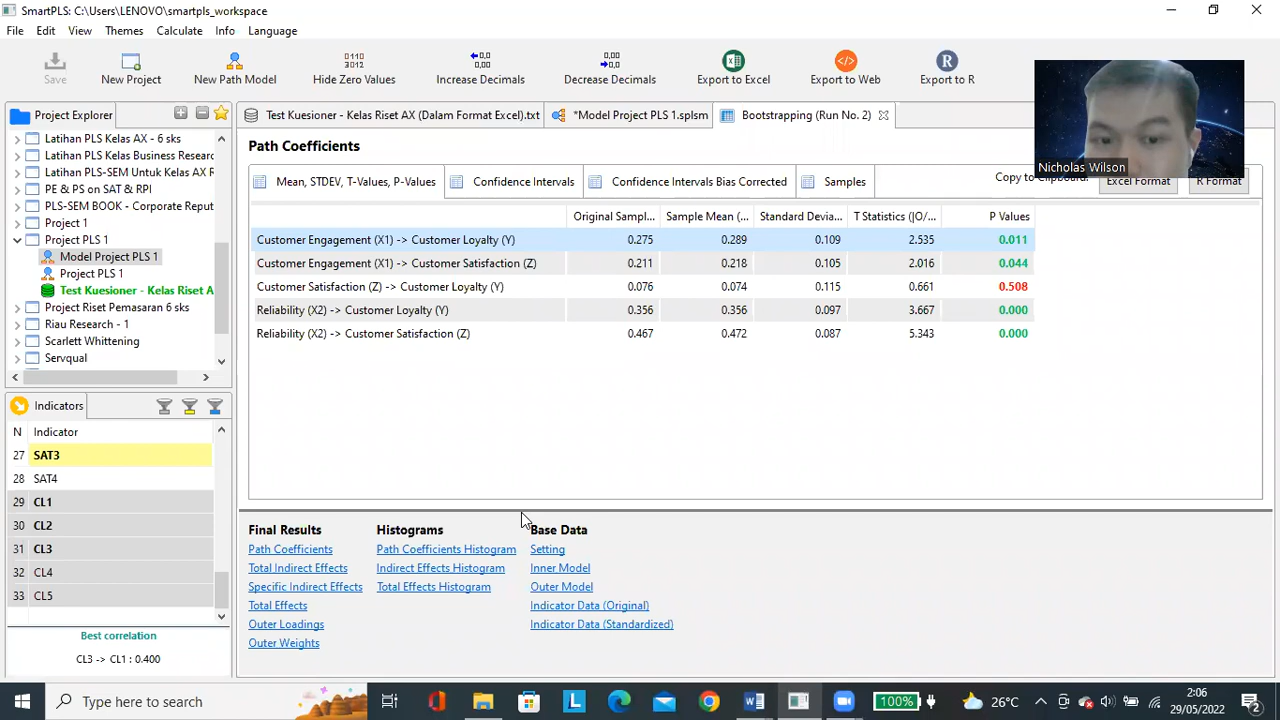 SmartPLS: C:\Users\LENOVO\smartpls_workspace
File Edit View Themes Calculate Info Language
Save New Project New Path Model Hide Zero Values Increase Decimals Decrease Decimals Export to Excel Export to Web Export to R
Project Explorer
Latihan PLS Kelas AX - 6 sks
Latihan PLS Kelas Business Researc
Latihan PLS-SEM Untuk Kelas AX R
PE & PS on SAT & RPI
PLS-SEM BOOK - Corporate Reput
Project 1
Project PLS 1
Model Project PLS 1
Project PLS 1
Test Kuesioner - Kelas Riset A
Project Riset Pemasaran 6 sks
Riau Research - 1
Scarlett Whittening
Servqual
Indicators
N Indicator
27 SAT3
28 SAT4
29 CL1
30 CL2
31 CL3
32 CL4
33 CL5
Best correlation
CL3 -> CL1 : 0.400
Test Kuesioner - Kelas Riset AX (Dalam Format Excel).txt *Model Project PLS 1.splsm Bootstrapping (Run No. 2)
Path Coefficients
Mean, STDEV, T-Values, P-Values Confidence Intervals Confidence Intervals Bias Corrected Samples Copy to Clipboard: Excel Format R Format
Nicholas Wilson
Original Sampl... Sample Mean (... Standard Devia... T Statistics (|O/... P Values
Customer Engagement (X1) -> Customer Loyalty (Y) 0.275 0.289 0.109 2.535 0.011
Customer Engagement (X1) -> Customer Satisfaction (Z) 0.211 0.218 0.105 2.016 0.044
Customer Satisfaction (Z) -> Customer Loyalty (Y) 0.076 0.074 0.115 0.661 0.508
Reliability (X2) -> Customer Loyalty (Y) 0.356 0.356 0.097 3.667 0.000
Reliability (X2) -> Customer Satisfaction (Z) 0.467 0.472 0.087 5.343 0.000
Final Results Histograms Base Data
Path Coefficients Path Coefficients Histogram Setting
Total Indirect Effects Indirect Effects Histogram Inner Model
Specific Indirect Effects Total Effects Histogram Outer Model
Total Effects Indicator Data (Original)
Outer Loadings Indicator Data (Standardized)
Outer Weights
Type here to search 100% 26°C 2:06
29/05/2022